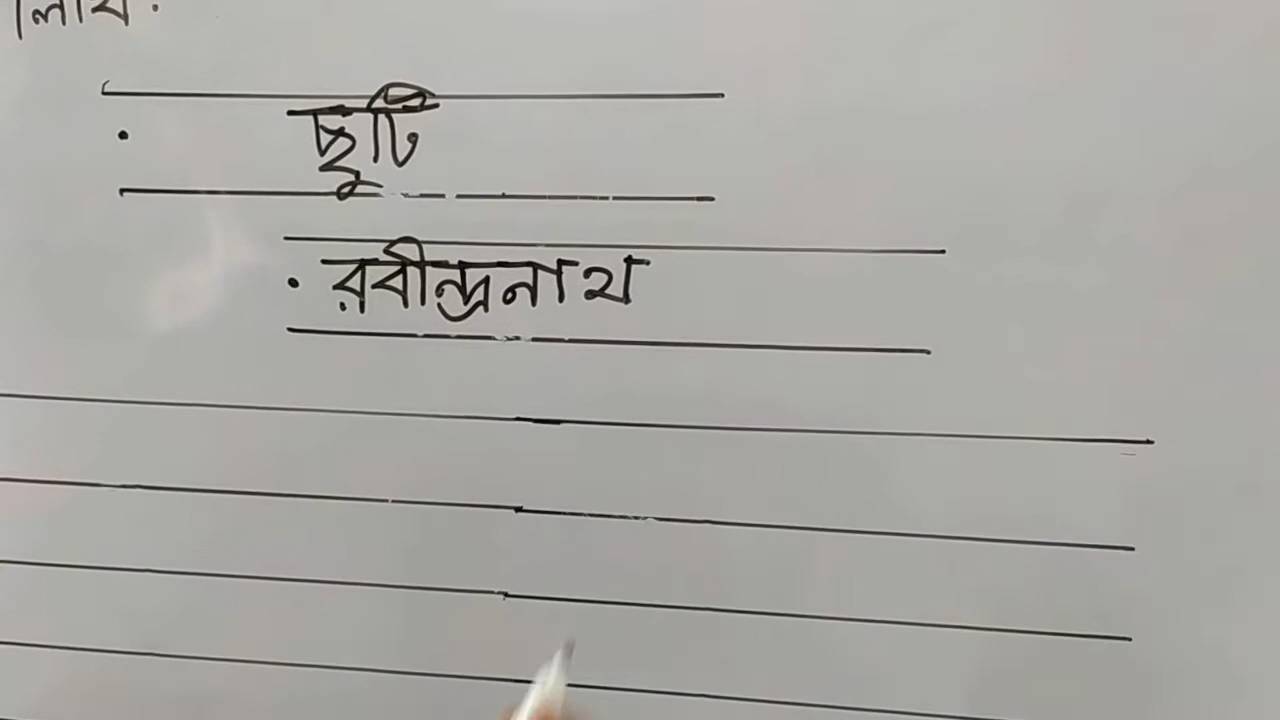 লিখি.
. ছুটি
. রবীন্দ্রনাথ